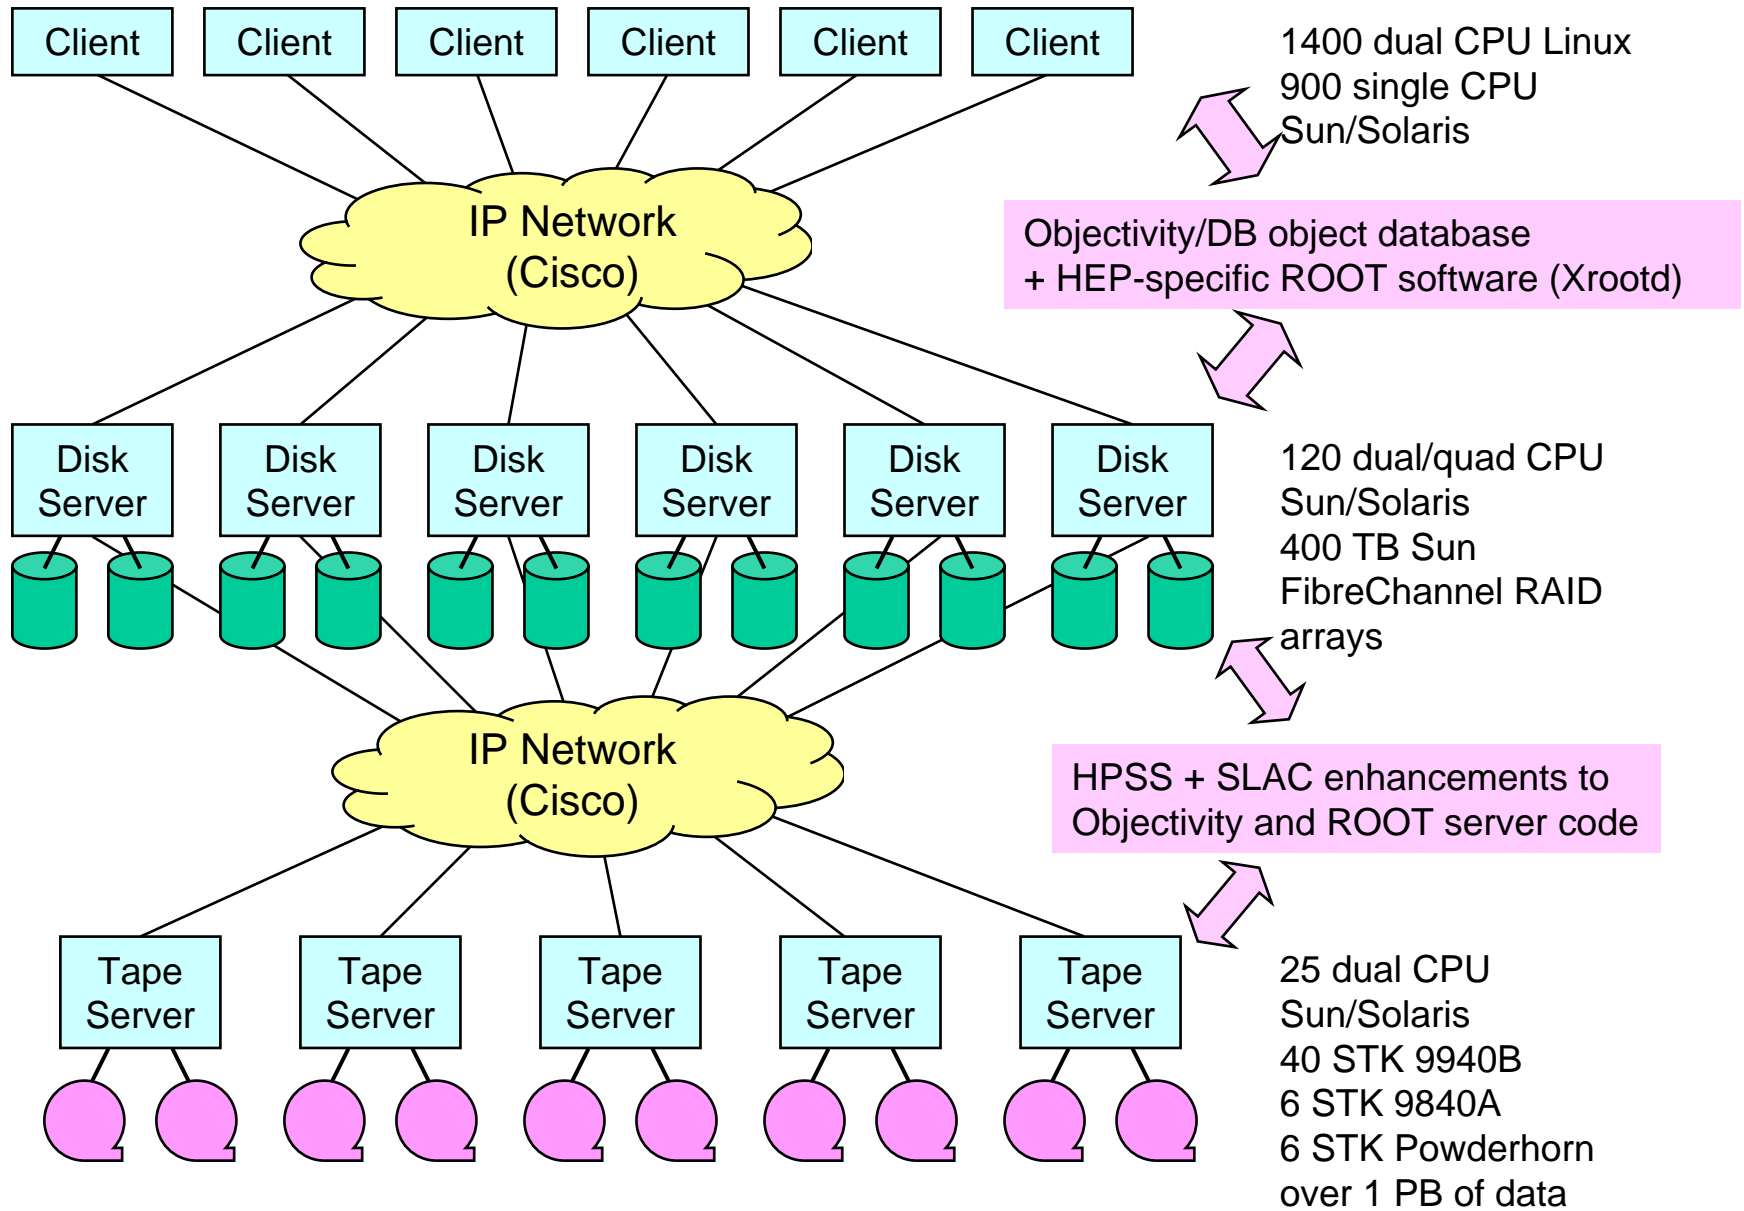 Client
Client
Client
Client
Client
Client
1400 dual CPU Linux
900 single CPU
Sun/Solaris
IP Network
(Cisco)
Objectivity/DB object database
+ HEP-specific ROOT software (Xrootd)
Disk
Server
Disk
Server
Disk
Server
Disk
Server
Disk
Server
Disk
Server
120 dual/quad CPU
Sun/Solaris
400 TB Sun
FibreChannel RAID
arrays
IP Network
(Cisco)
HPSS + SLAC enhancements to
Objectivity and ROOT server code
Tape
Server
Tape
Server
Tape
Server
Tape
Server
Tape
Server
25 dual CPU
Sun/Solaris
40 STK 9940B
6 STK 9840A
6 STK Powderhorn
over 1 PB of data